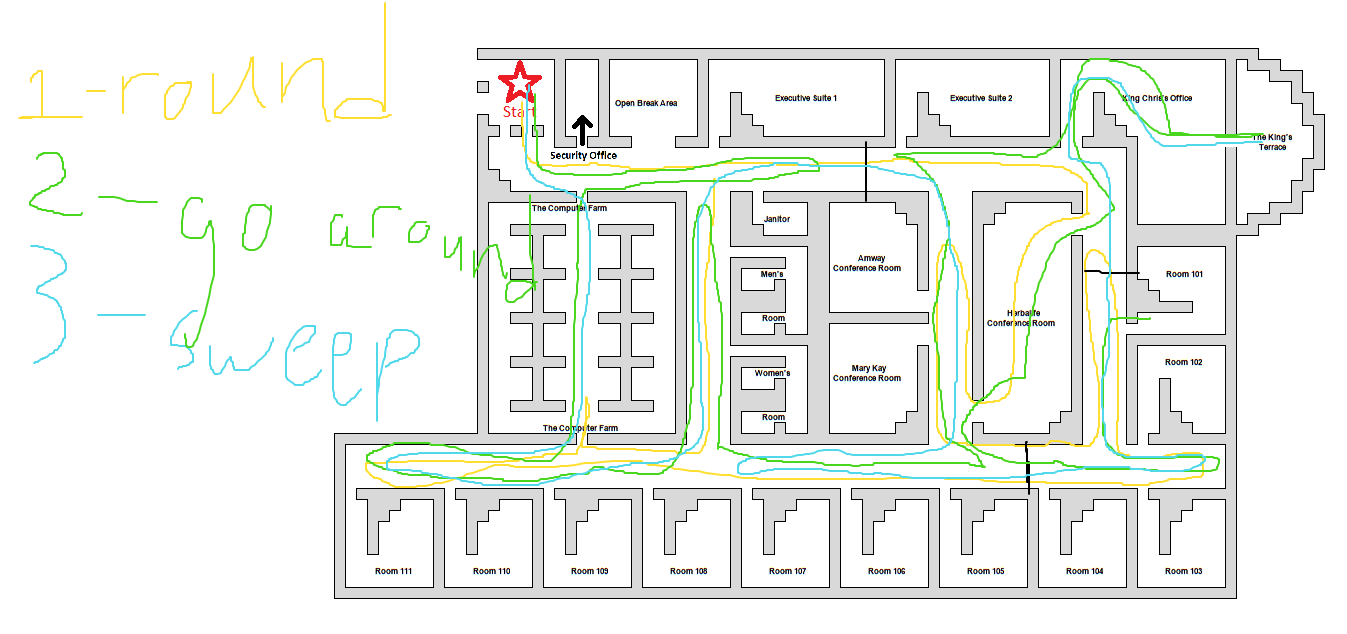 1-round
2-go around
3-sweep
Start
Security Office
Open Break Area
Executive Suite 1
Executive Suite 2
King Chris's Office
The King's
Terrace
The Computer Farm
Janitor
Men's
Room
Women's
Room
Amway
Conference Room
Mary Kay
Conference Room
Herbalife
Conference Room
Room 101
Room 102
The Computer Farm
Room 111
Room 110
Room 109
Room 108
Room 107
Room 106
Room 105
Room 104
Room 103